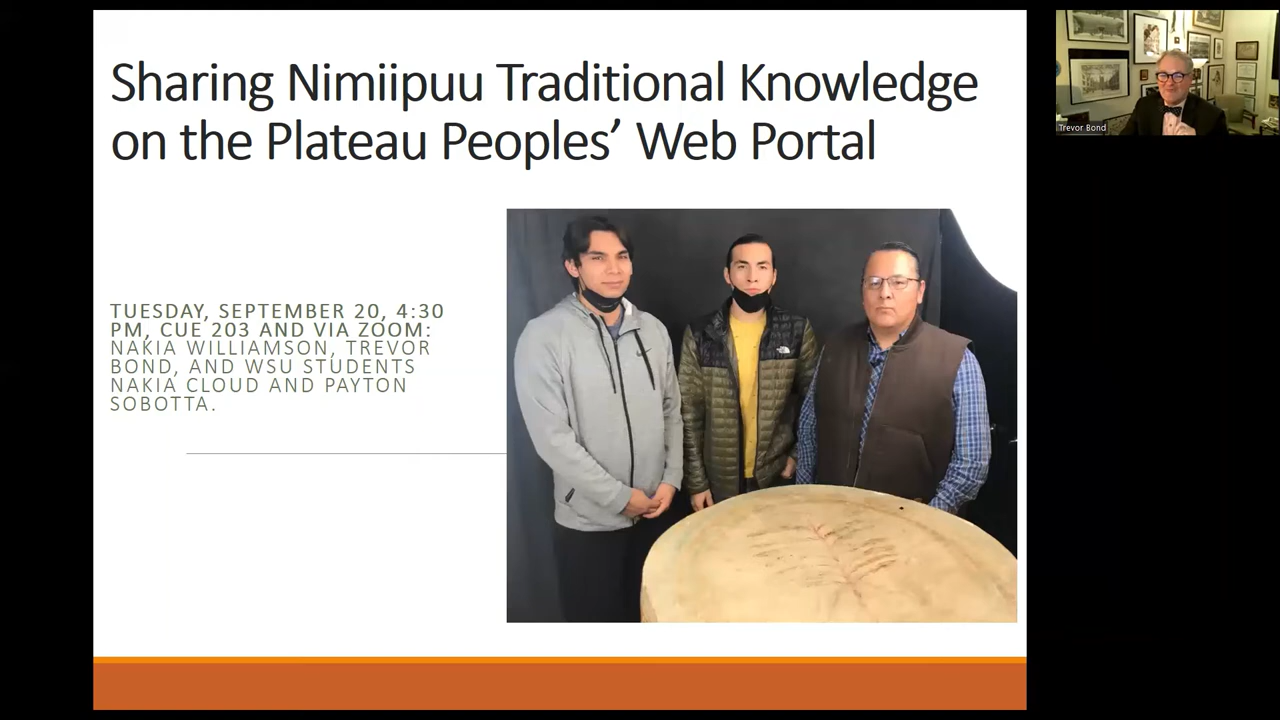 Sharing Nimiipuu Traditional Knowledge
on the Plateau Peoples’ Web Portal
TUESDAY, SEPTEMBER 20, 4:30
PM, CUE 203 AND VIA ZOOM:
NAKIA WILLIAMSON, TREVOR
BOND, AND WSU STUDENTS
NAKIA CLOUD AND PAYTON
SOBOTTA.
Trevor Bond